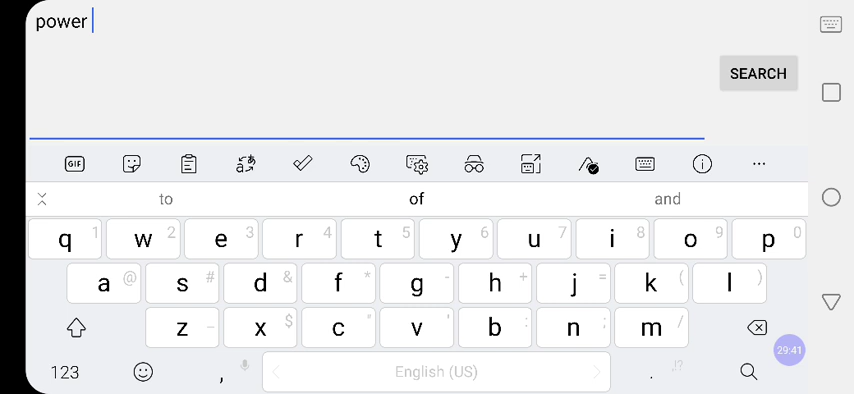 power
SEARCH
GIF
to of and
q 1 w 2 e 3 r 4 t 5 y 6 u 7 i 8 o 9 p 0
a @ s # d & f * g - h + j = k ( l )
z _ x $ c " v ' b : n ; m /
29:41
123 , English (US) . .!?